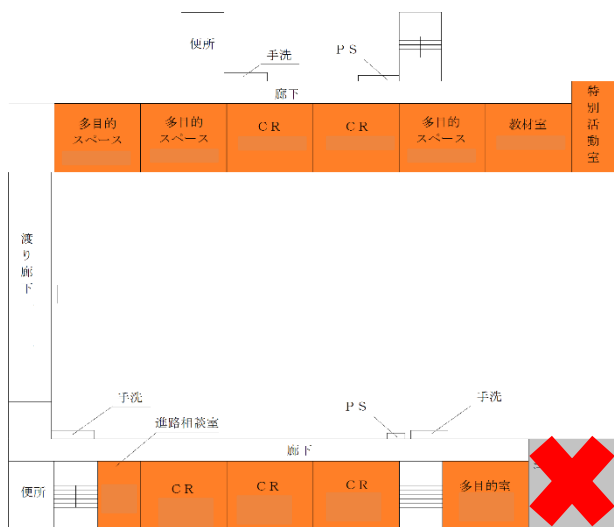 便所
手洗
ＰＳ
廊下
多目的
スペース
多目的
スペース
ＣＲ
ＣＲ
多目的
スペース
教材室
特別活動室
渡り廊下
手洗
進路相談室
ＰＳ
手洗
廊下
便所
ＣＲ
ＣＲ
ＣＲ
多目的室